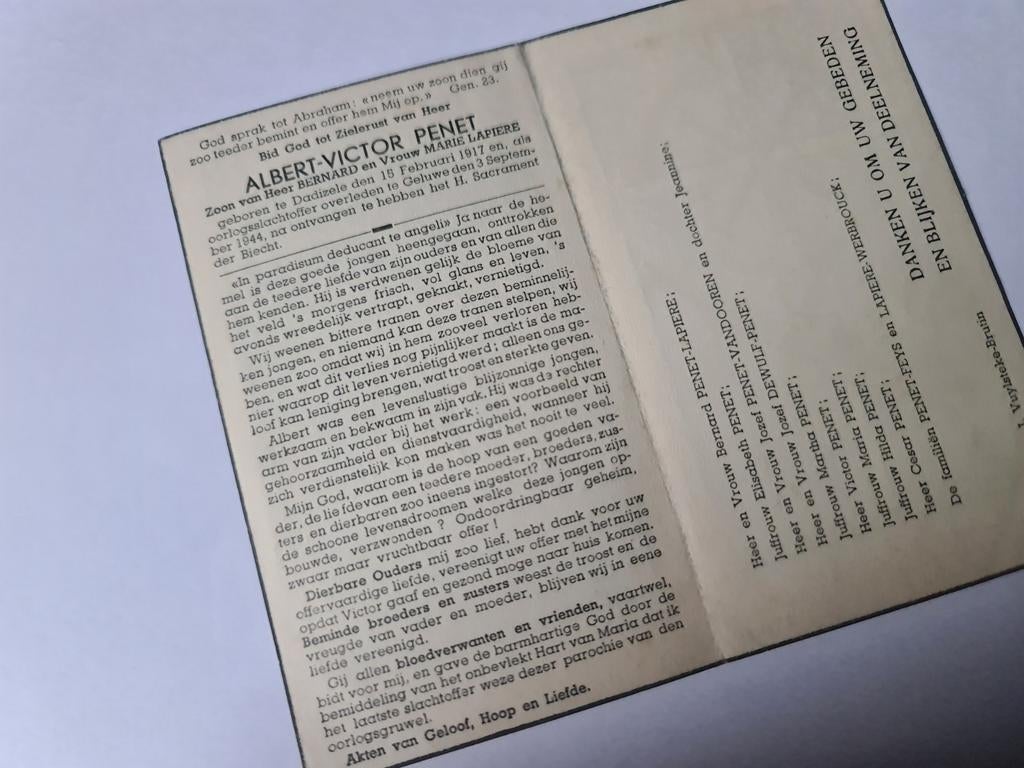 God sprak tot Abraham: «neem uw zoon dien gij
zoo teeder bemint en offer hem Mij op.» Gen. 23.
Bid God tot Zielerust van Heer
ALBERT-VICTOR PENET
Zoon van Heer BERNARD en Vrouw MARIE LAPIERE
geboren te Dadizele den 15 Februari 1917 en, als
oorlogsslachtoffer overleden te Geluwe den 3 Septem-
ber 1944, na ontvangen te hebben het H. Sacrament
der Biecht.
«In paradisum deducant te angeli» Ja naar de he-
mel is deze goede jongen heengegaan, onttrokken
aan de teedere liefde van zijn ouders en van allen die
hem kenden. Hij is verdwenen gelijk de bloeme van
het veld 's morgens frisch, vol glans en leven, 's
avonds wreedelijk vertrapt, geknakt, vernietigd.
Wij weenen bittere tranen over dezen beminnelij-
ken jongen, en niemand kan deze tranen stelpen, wij
weenen zoo omdat wij in hem zooveel verloren heb-
ben, en wat dit verlies nog pijnlijker maakt is de ma-
nier waarop dit leven vernietigd werd; alleen ons ge-
loof kan leniging brengen, wat troost en sterkte geven.
Albert was een levenslustige blijzonnige jongen,
werkzaam en bekwaam in zijn vak. Hij was de rechter
arm van zijn vader bij het werk: een voorbeeld van
gehoorzaamheid en dienstvaardigheid, wanneer hij
zich verdienstelijk kon maken was het nooit te veel.
Mijn God, waarom is de hoop van een goeden va-
der, de liefde van een teedere moeder, broeders, zus-
ters en dierbaren zoo ineens ingestort? Waarom zijn
de schoone levensdroomen welke deze jongen op-
bouwde, verzwonden? Ondoordringbaar geheim,
zwaar maar vruchtbaar offer!
Dierbare Ouders mij zoo lief, hebt dank voor uw
offervaardige liefde, vereenigt uw offer met het mijne
opdat Victor gaaf en gezond moge naar huis komen.
Beminde broeders en zusters weest de troost en de
vreugde van vader en moeder, blijven wij in eene
liefde vereenigd.
Gij allen bloedverwanten en vrienden, vaartwel,
bidt voor mij, en gave de barmhartige God door de
bemiddeling van het onbevlekt Hart van Maria dat ik
het laatste slachtoffer weze dezer parochie van den
oorlogsgruwel.
Akten van Geloof, Hoop en Liefde.
Heer en Vrouw Bernard PENET-LAPIERE;
Juffrouw Elisabeth PENET;
Heer en Vrouw Jozef PENET-VANDOOREN en dochter Jeannine;
Heer en Vrouw Jozef DEWULF-PENET;
Juffrouw Martha PENET;
Heer Victor PENET;
Juffrouw Maria PENET;
Juffrouw Hilda PENET;
Heer Cesar PENET;
De familiën PENET-FEYS en LAPIERE-WERBROUCK;
DANKEN U OM UW GEBEDEN
EN BLIJKEN VAN DEELNEMING
Vuylsteke-Bruin